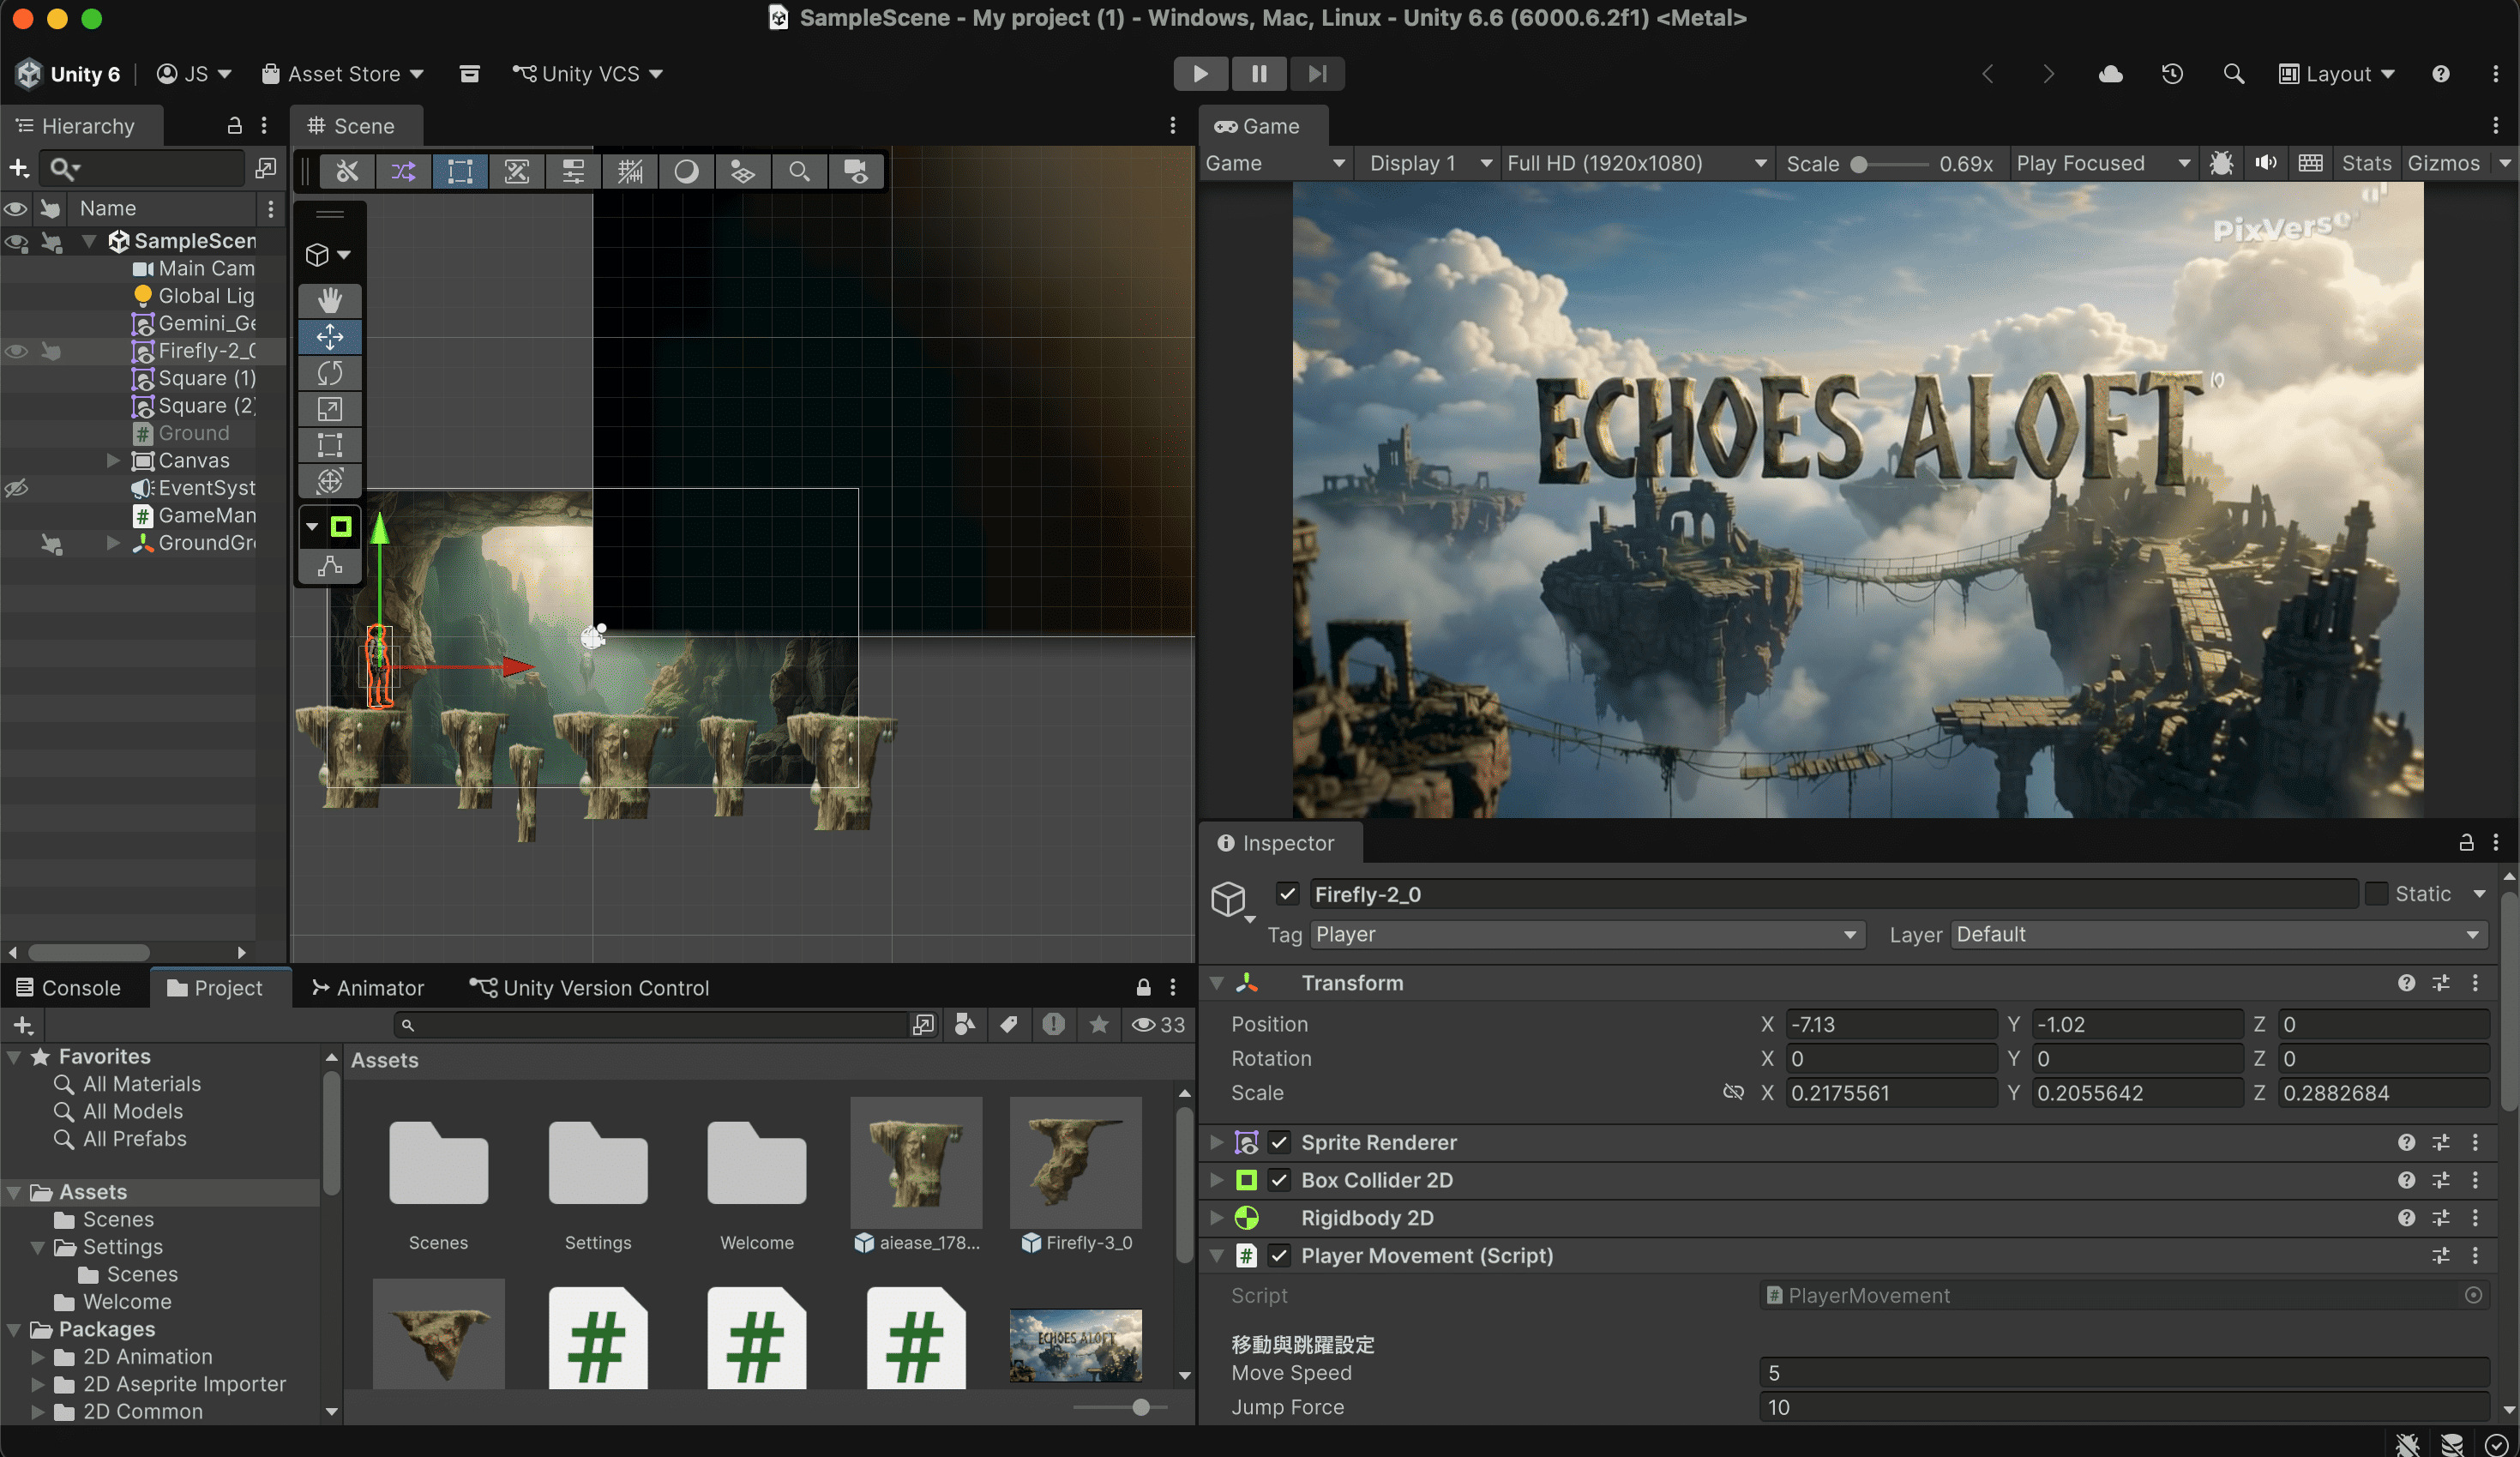 SampleScene - My project (1) - Windows, Mac, Linux - Unity 6.6 (6000.6.2f1) <Metal>
Unity 6
JS
Asset Store
Unity VCS
Layout
Hierarchy
Scene
Game
Game
Display 1
Full HD (1920x1080)
Scale
0.69x
Play Focused
Stats
Gizmos
Name
SampleScen
Main Cam
Global Lig
Gemini_Ge
Firefly-2_0
Square (1)
Square (2)
Ground
Canvas
EventSyst
GameMan
GroundGr
PixVerse
ECHOES ALOFT
Inspector
Firefly-2_0
Static
Tag
Player
Layer
Default
Transform
Position
X -7.13 Y -1.02 Z 0
Rotation
X 0 Y 0 Z 0
Scale
X 0.2175561 Y 0.2055642 Z 0.2882684
Sprite Renderer
Box Collider 2D
Rigidbody 2D
Player Movement (Script)
Script
PlayerMovement
移動與跳躍設定
Move Speed
5
Jump Force
10
Console
Project
Animator
Unity Version Control
33
Favorites
All Materials
All Models
All Prefabs
Assets
Scenes
Settings
Scenes
Welcome
Packages
2D Animation
2D Aseprite Importer
2D Common
Assets
Scenes
Settings
Welcome
aiease_178...
Firefly-3_0
ECHOES ALOFT